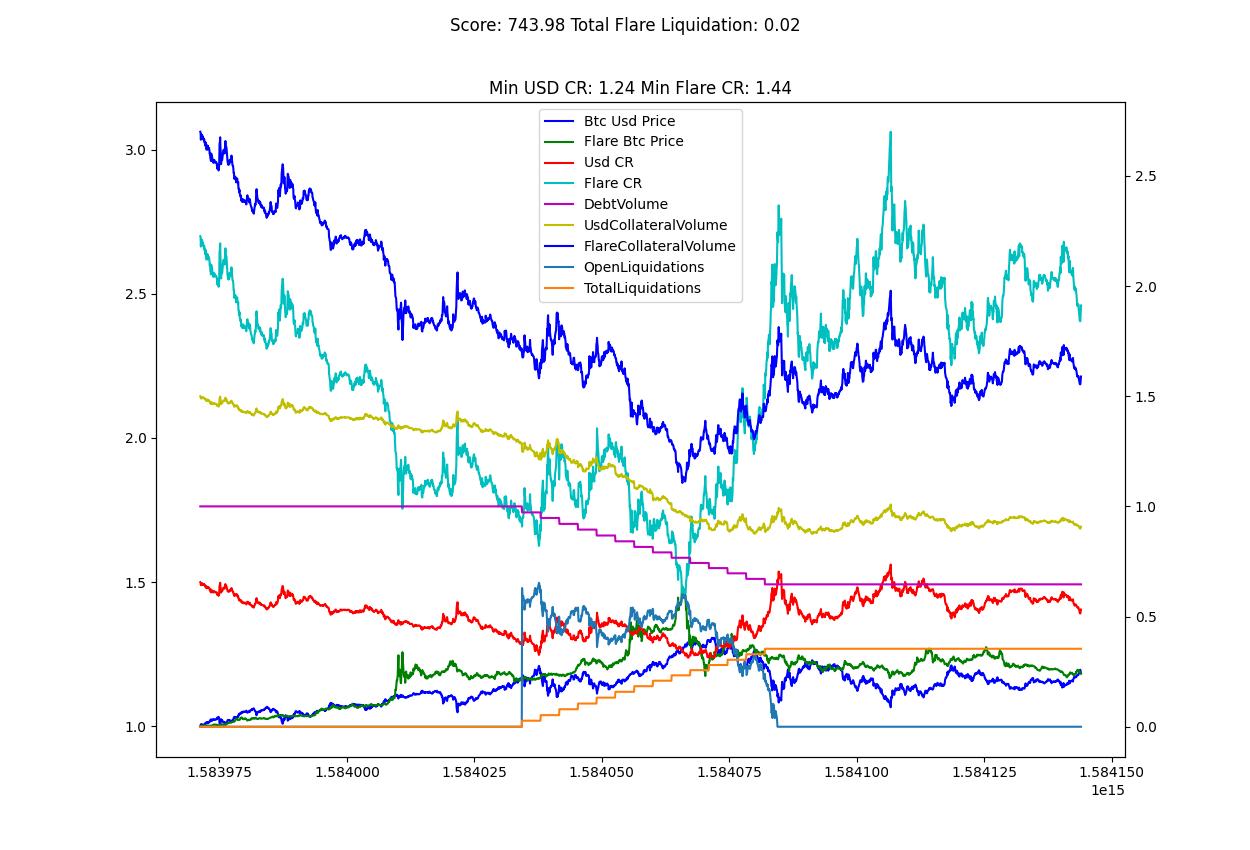 Score: 743.98 Total Flare Liquidation: 0.02
Min USD CR: 1.24 Min Flare CR: 1.44
Btc Usd Price
Flare Btc Price
Usd CR
Flare CR
DebtVolume
UsdCollateralVolume
FlareCollateralVolume
OpenLiquidations
TotalLiquidations
3.0
2.5
2.0
1.5
1.0
2.5
2.0
1.5
1.0
0.5
0.0
1.583975
1.584000
1.584025
1.584050
1.584075
1.584100
1.584125
1.584150
1e15